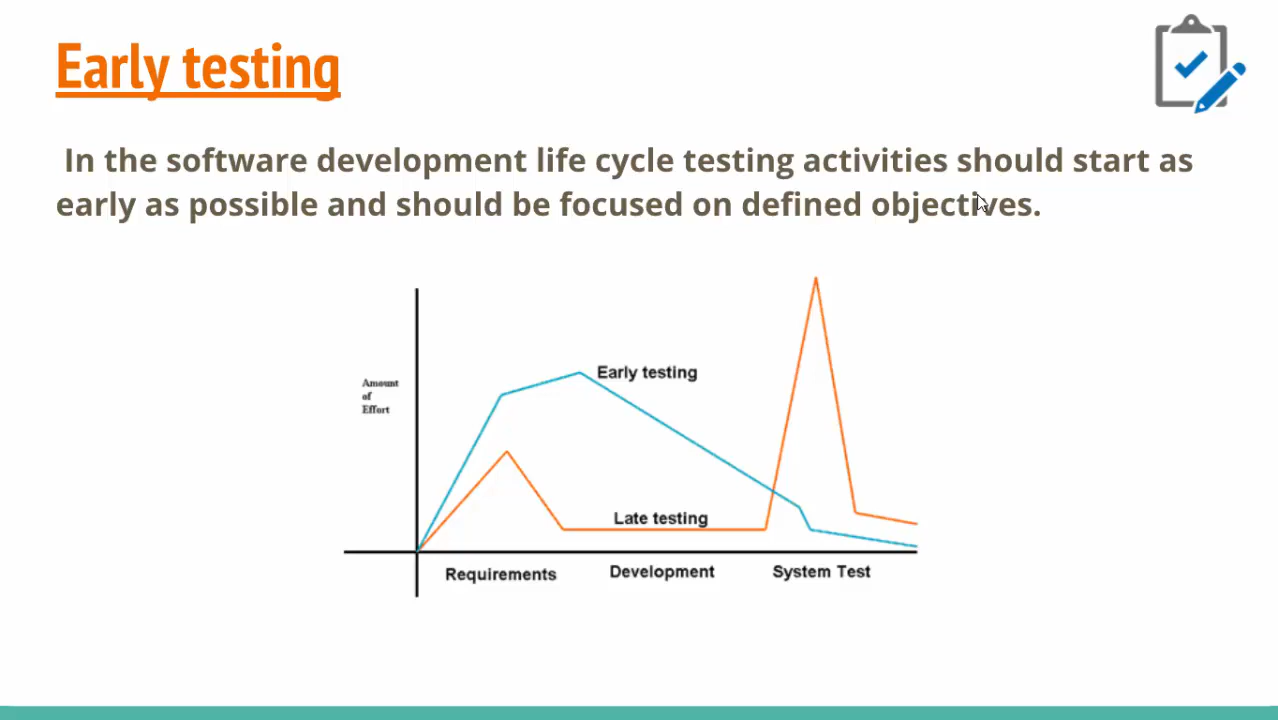 Early testing
In the software development life cycle testing activities should start as
early as possible and should be focused on defined objectives.
Amount
of
Effort
Early testing
Late testing
Requirements
Development
System Test